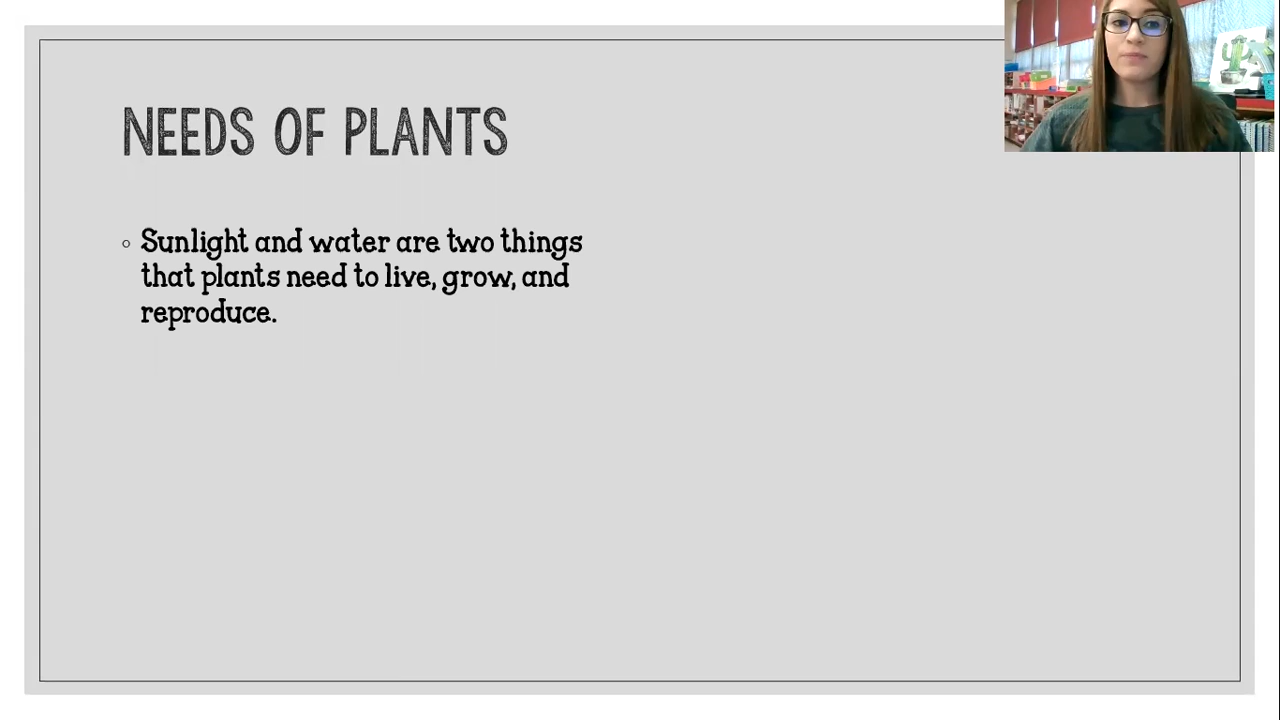 NEEDS OF PLANTS
Sunlight and water are two things
that plants need to live, grow, and
reproduce.